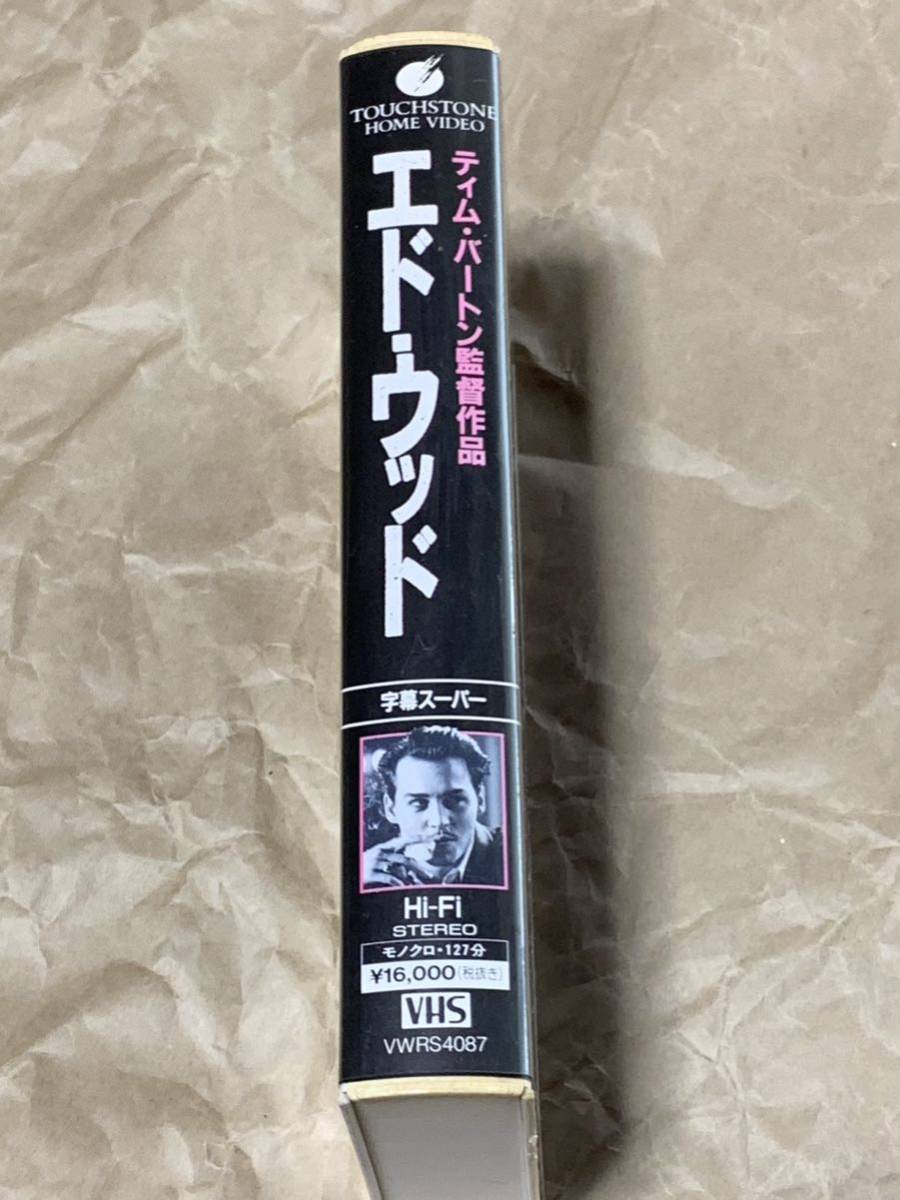 TOUCHSTONE
HOME VIDEO
ティム・バートン監督作品
エド・ウッド
字幕スーパー
Hi-Fi
STEREO
モノクロ・127分
¥16,000(税抜き)
VHS
VWRS4087